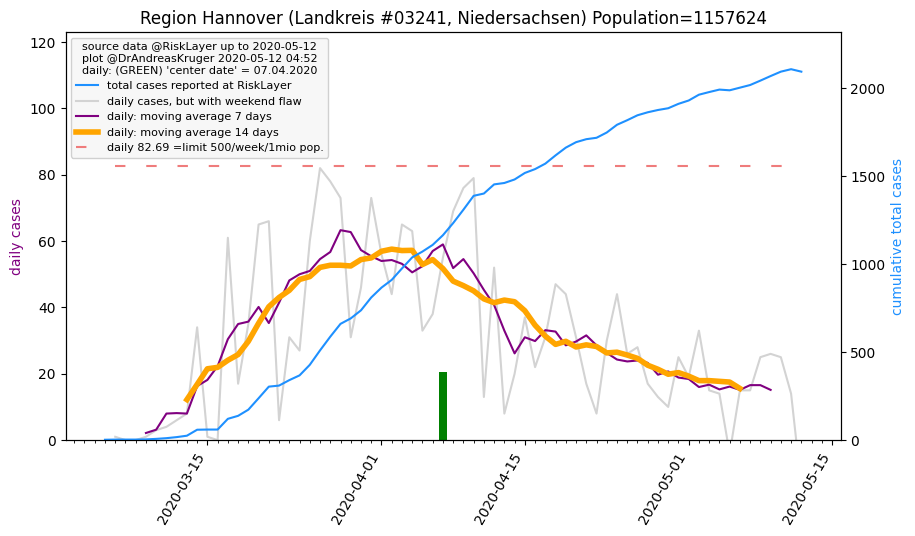 Region Hannover (Landkreis #03241, Niedersachsen) Population=1157624
source data @RiskLayer up to 2020-05-12
plot @DrAndreasKruger 2020-05-12 04:52
daily: (GREEN) 'center date' = 07.04.2020
total cases reported at RiskLayer
daily cases, but with weekend flaw
daily: moving average 7 days
daily: moving average 14 days
daily 82.69 =limit 500/week/1mio pop.
daily cases
120
100
80
60
40
20
0
cumulative total cases
2000
1500
1000
500
0
2020-03-15
2020-04-01
2020-04-15
2020-05-01
2020-05-15